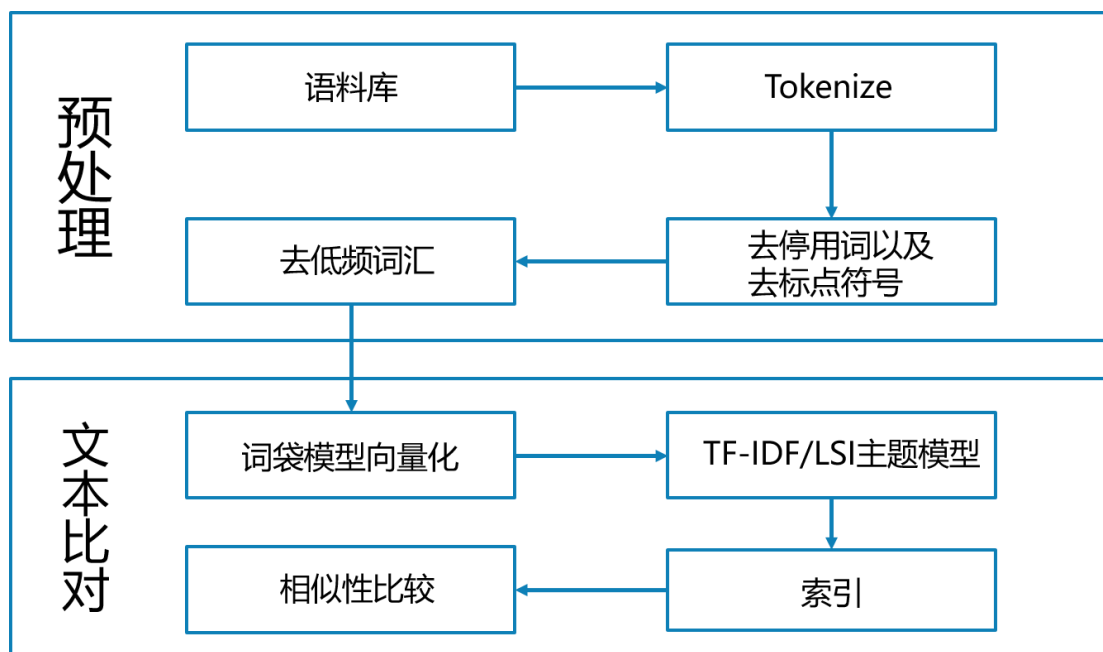 预处理
语料库
Tokenize
去停用词以及
去标点符号
去低频词汇
文本比对
词袋模型向量化
TF-IDF/LSI主题模型
索引
相似性比较